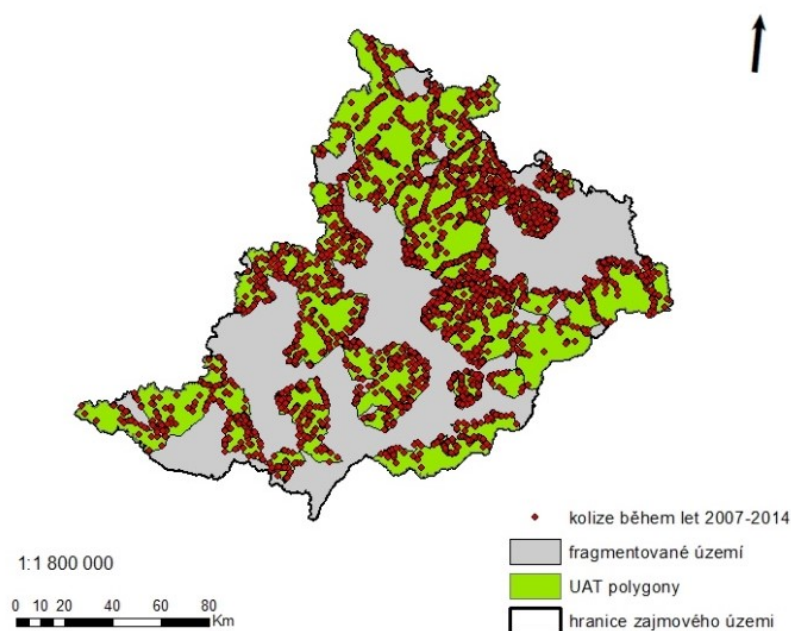 kolize během let 2007-2014
fragmentované území
UAT polygony
hranice zajmového území
1:1 800 000
0 10 20 40 60 80
Km